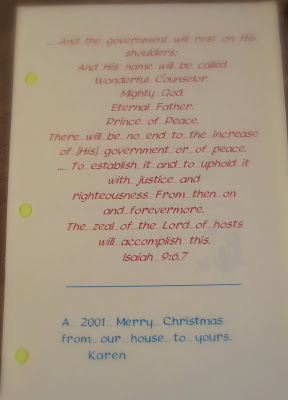 ... And the government will rest on His
shoulders;
And His name will be called
Wonderful Counselor,
Mighty God,
Eternal Father,
Prince of Peace.
There will be no end to the increase
of [His] government or of peace,
..... To establish it and to uphold it
with justice and
righteousness From then on
and forevermore.
The zeal of the Lord of hosts
will accomplish this.
Isaiah 9:6,7
A 2001 Merry Christmas
from our house to yours,
Karen